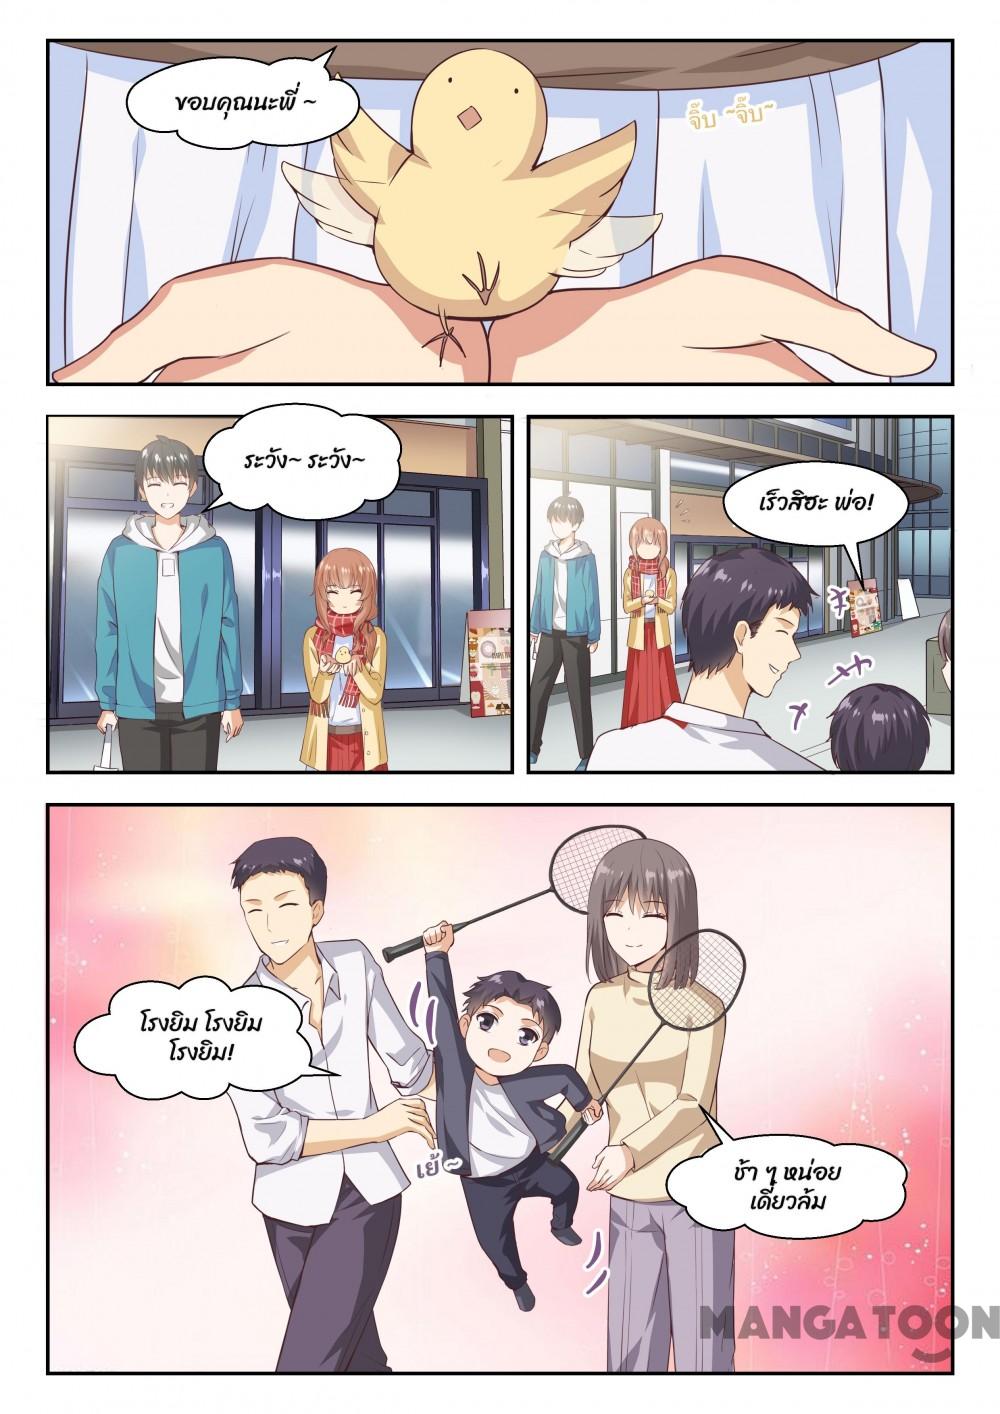 ขอบคุณนะพี่ ~
จิ๊บ ~จิ๊บ~
ระวัง~ ระวัง~
เร็วสิฮะ พ่อ!
โรงยิม โรงยิม
โรงยิม!
เย้ ~
ช้า ๆ หน่อย
เดี๋ยวล้ม
MANGATOON